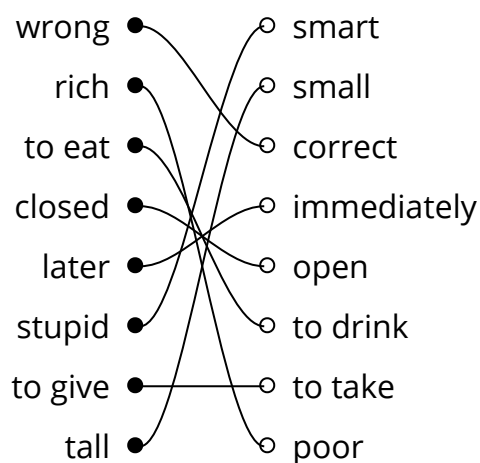 wrong smart
rich small
to eat correct
closed immediately
later open
stupid to drink
to give to take
tall poor